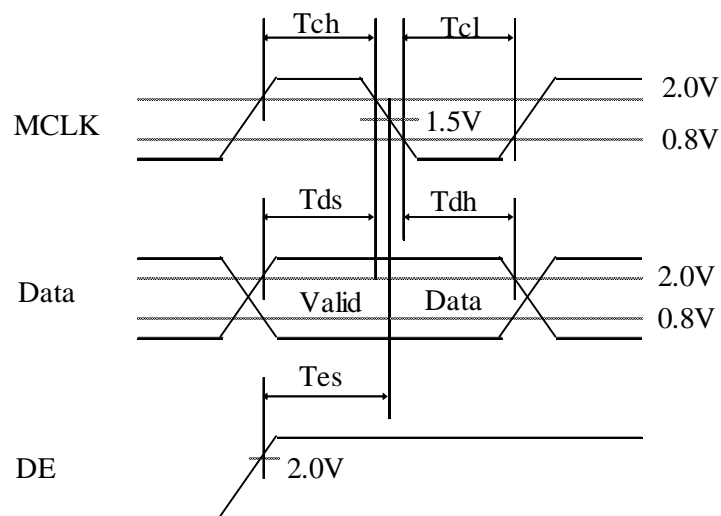 Tch Tcl
2.0V
MCLK 1.5V
0.8V
Tds Tdh
2.0V
Data Valid Data
0.8V
Tes
DE 2.0V